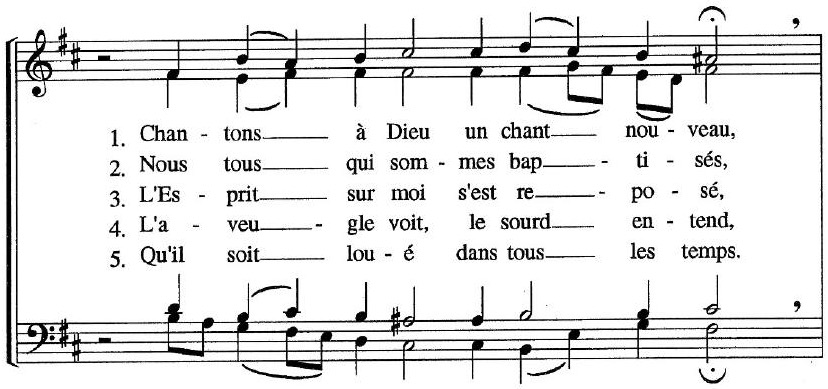 1. Chan - tons à Dieu un chant nou - veau,
2. Nous tous qui som - mes bap - ti - sés,
3. L'Es - prit sur moi s'est re - po - sé,
4. L'a - veu - gle voit, le sourd en - tend,
5. Qu'il soit lou - é dans tous les temps.